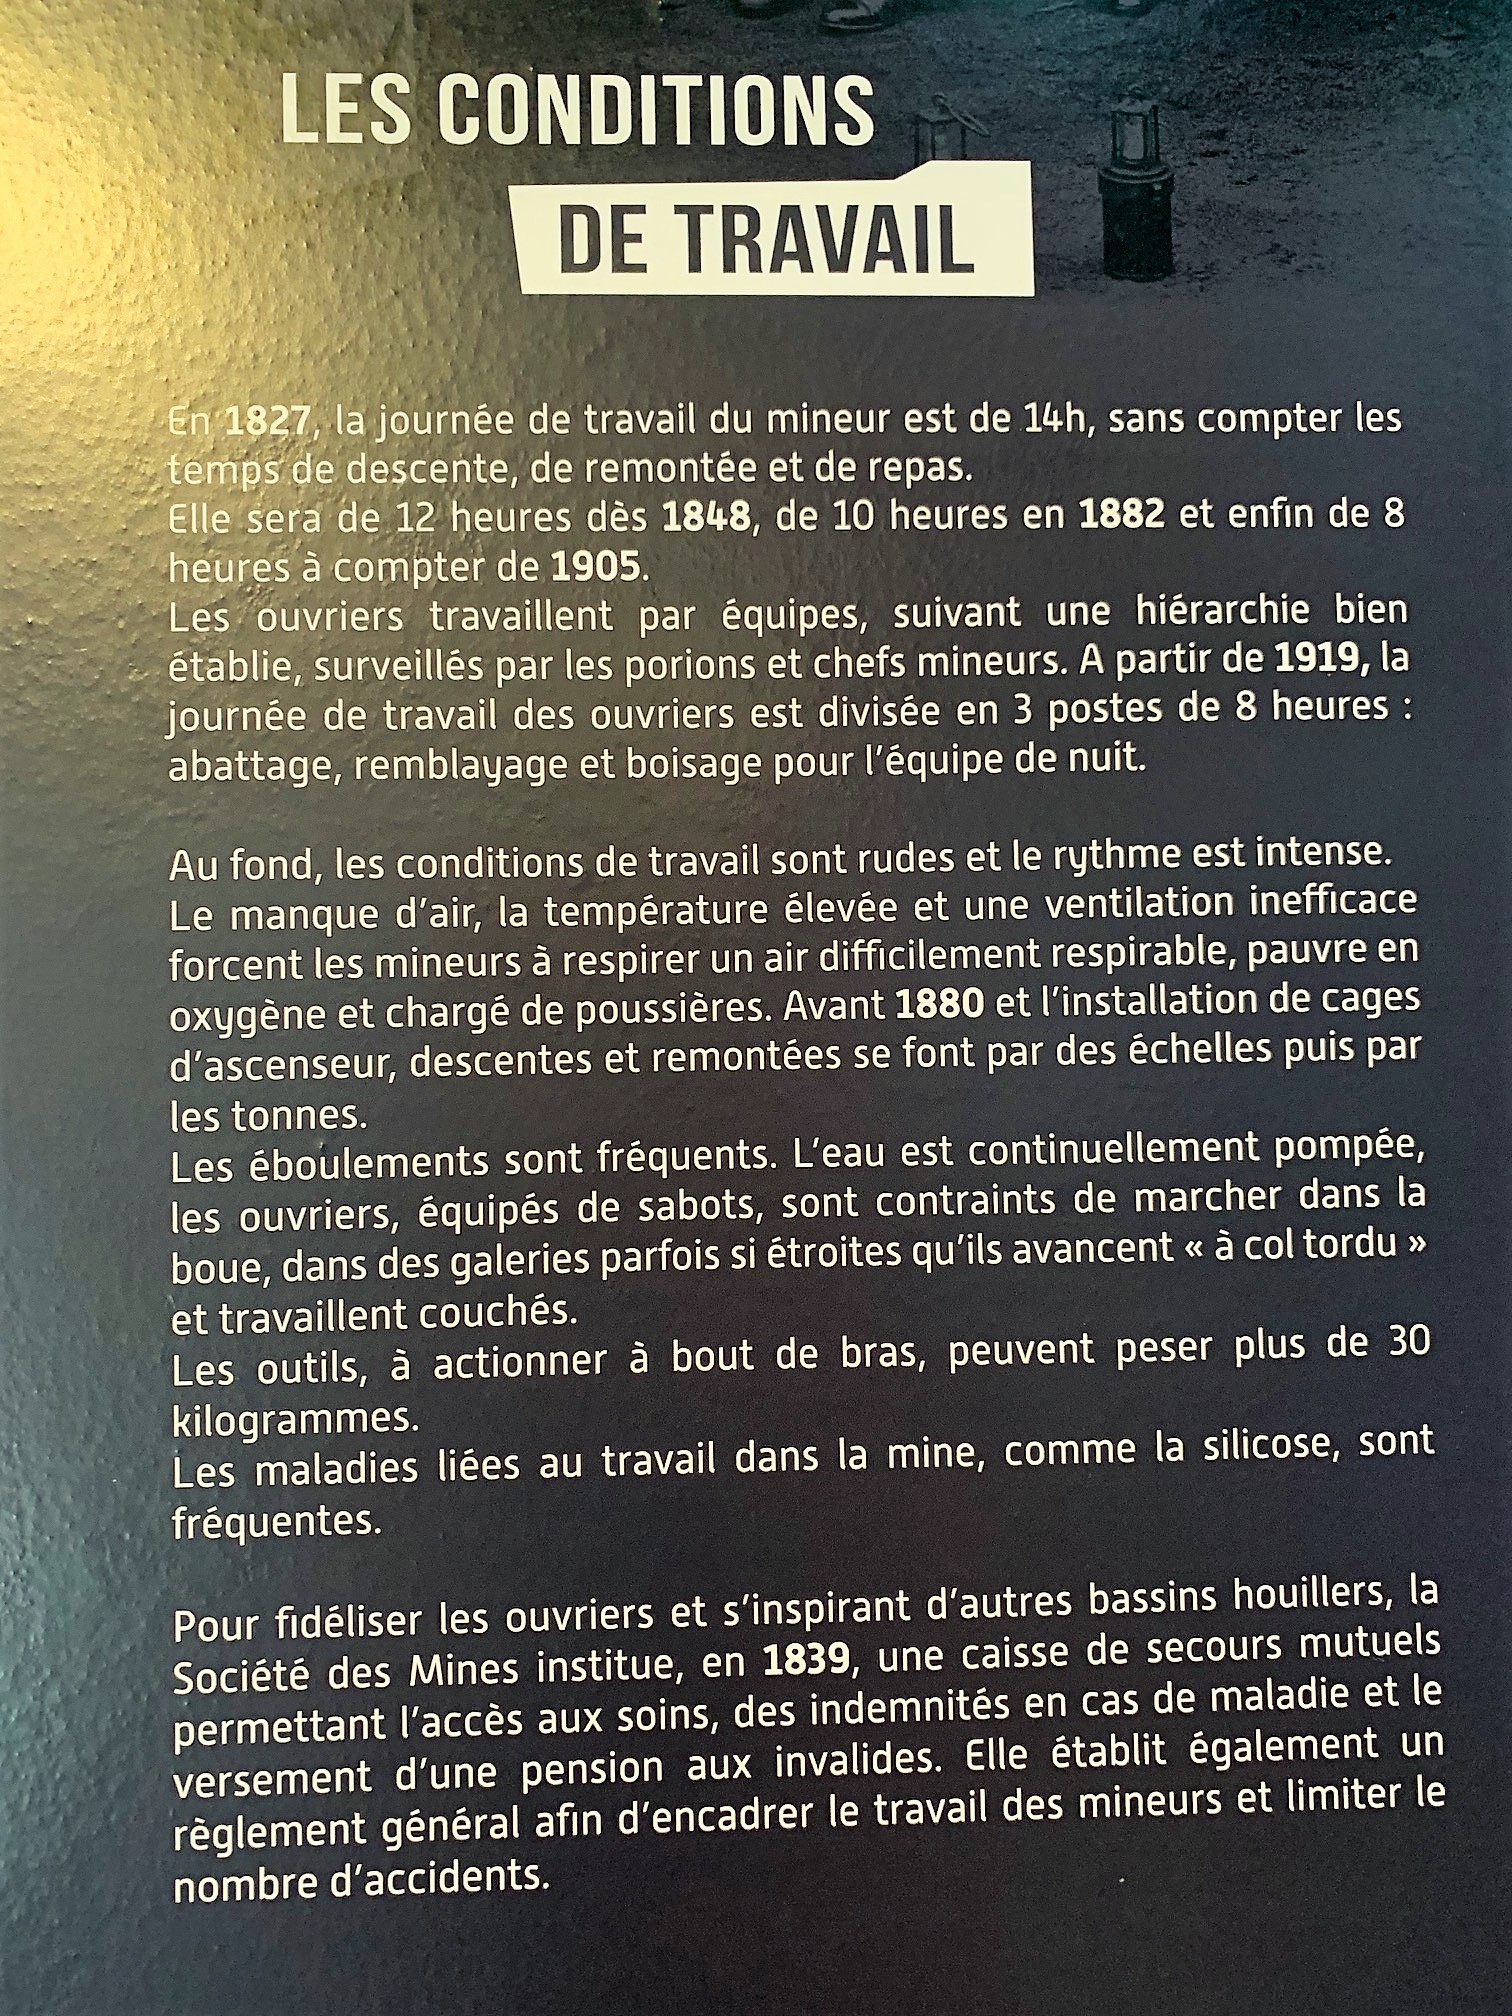 LES CONDITIONS
DE TRAVAIL
En 1827, la journée de travail du mineur est de 14h, sans compter les
temps de descente, de remontée et de repas.
Elle sera de 12 heures dès 1848, de 10 heures en 1882 et enfin de 8
heures à compter de 1905.
Les ouvriers travaillent par équipes, suivant une hiérarchie bien
établie, surveillés par les porions et chefs mineurs. A partir de 1919, la
journée de travail des ouvriers est divisée en 3 postes de 8 heures :
abattage, remblayage et boisage pour l'équipe de nuit.
Au fond, les conditions de travail sont rudes et le rythme est intense.
Le manque d'air, la température élevée et une ventilation inefficace
forcent les mineurs à respirer un air difficilement respirable, pauvre en
oxygène et chargé de poussières. Avant 1880 et l'installation de cages
d'ascenseur, descentes et remontées se font par des échelles puis par
les tonnes.
Les éboulements sont fréquents. L'eau est continuellement pompée,
les ouvriers, équipés de sabots, sont contraints de marcher dans la
boue, dans des galeries parfois si étroites qu'ils avancent « à col tordu »
et travaillent couchés.
Les outils, à actionner à bout de bras, peuvent peser plus de 30
kilogrammes.
Les maladies liées au travail dans la mine, comme la silicose, sont
fréquentes.
Pour fidéliser les ouvriers et s'inspirant d'autres bassins houillers, la
Société des Mines institue, en 1839, une caisse de secours mutuels
permettant l'accès aux soins, des indemnités en cas de maladie et le
versement d'une pension aux invalides. Elle établit également un
règlement général afin d'encadrer le travail des mineurs et limiter le
nombre d'accidents.